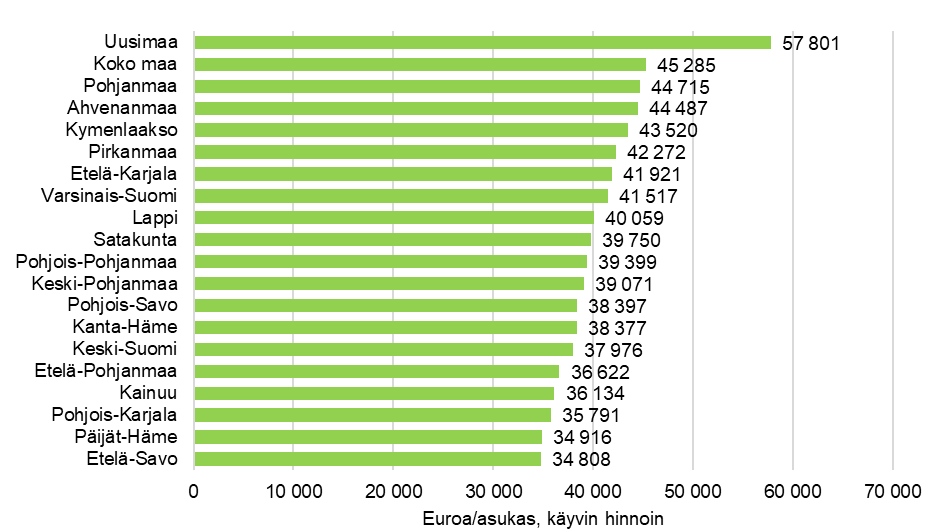 Uusimaa 57 801
Koko maa 45 285
Pohjanmaa 44 715
Ahvenanmaa 44 487
Kymenlaakso 43 520
Pirkanmaa 42 272
Etelä-Karjala 41 921
Varsinais-Suomi 41 517
Lappi 40 059
Satakunta 39 750
Pohjois-Pohjanmaa 39 399
Keski-Pohjanmaa 39 071
Pohjois-Savo 38 397
Kanta-Häme 38 377
Keski-Suomi 37 976
Etelä-Pohjanmaa 36 622
Kainuu 36 134
Pohjois-Karjala 35 791
Päijät-Häme 34 916
Etelä-Savo 34 808
0 10 000 20 000 30 000 40 000 50 000 60 000 70 000
Euroa/asukas, käyvin hinnoin